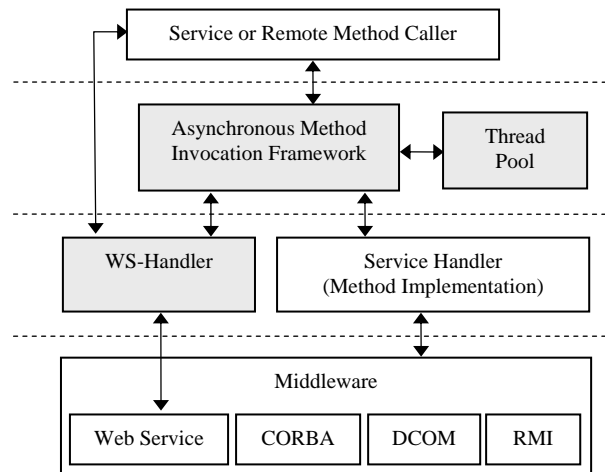 Service or Remote Method Caller
Asynchronous Method
Invocation Framework
Thread
Pool
WS-Handler
Service Handler
(Method Implementation)
Middleware
Web Service
CORBA
DCOM
RMI